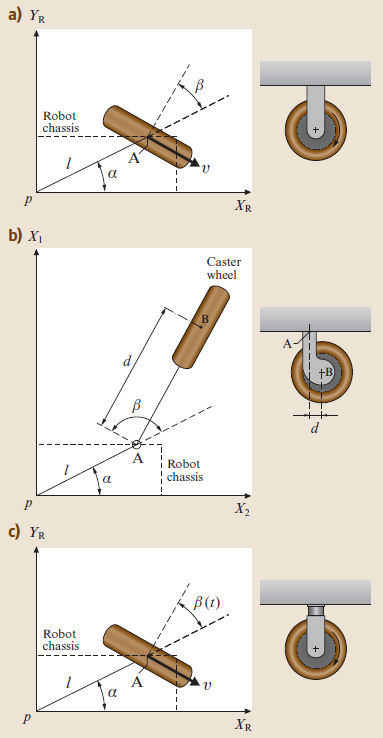 a) Y_R
β
Robot
chassis
l
α
A
v
P
X_R
b) X_1
Caster
wheel
B
d
β
A
Robot
chassis
l
α
P
X_2
A
B
d
c) Y_R
β(t)
Robot
chassis
l
α
A
v
P
X_R